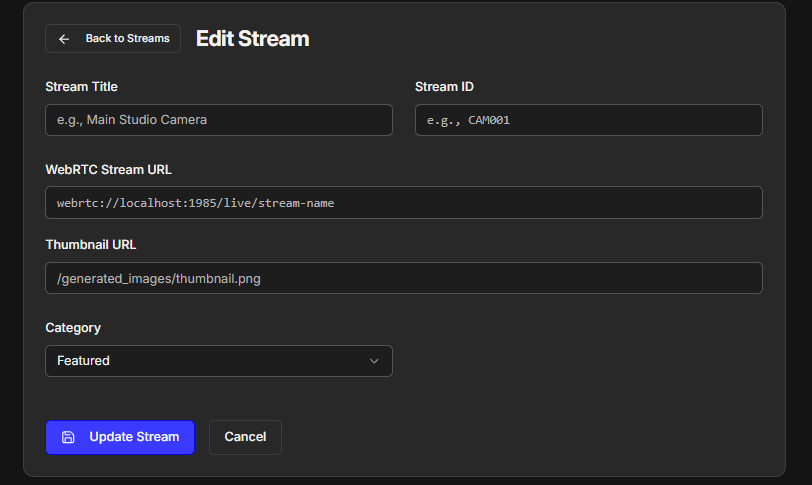 Back to Streams
Edit Stream
Stream Title
Stream ID
e.g., Main Studio Camera
e.g., CAM001
WebRTC Stream URL
webrtc://localhost:1985/live/stream-name
Thumbnail URL
/generated_images/thumbnail.png
Category
Featured
Update Stream
Cancel